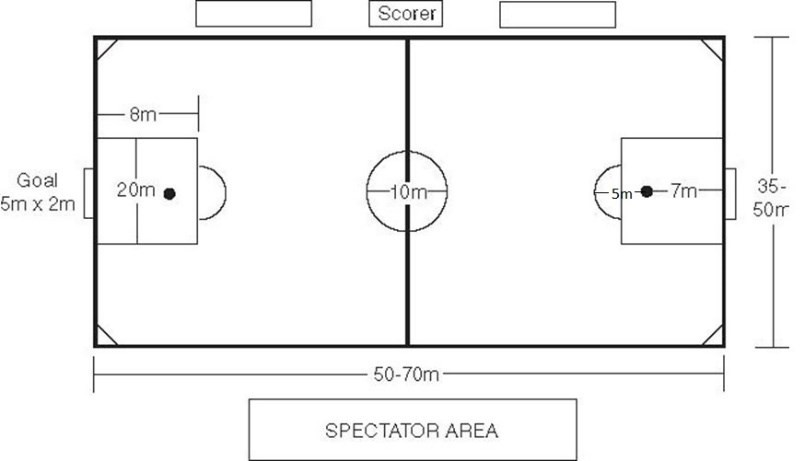 Scorer
8m
Goal
5m x 2m
20m
10m
5m
7m
35-
50m
50-70m
SPECTATOR AREA